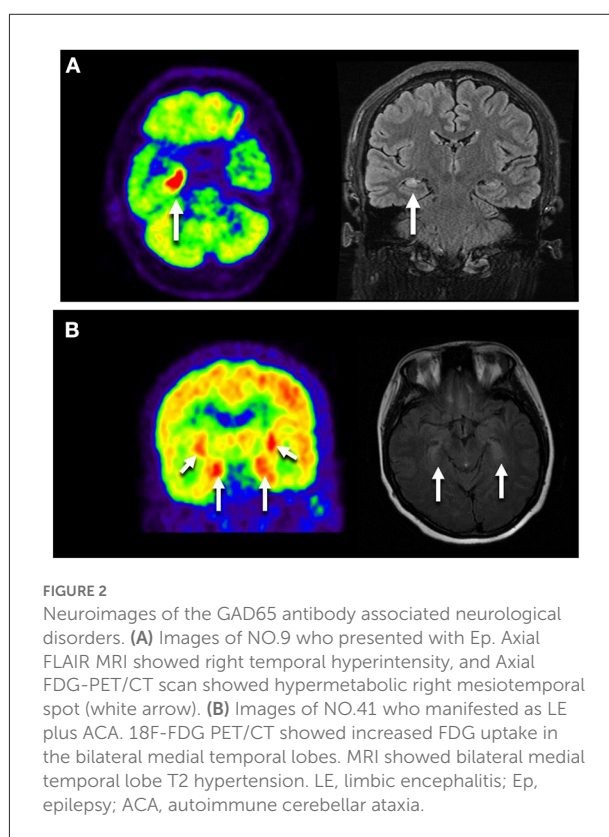 A
B
FIGURE 2
Neuroimages of the GAD65 antibody associated neurological
disorders. (A) Images of NO.9 who presented with Ep. Axial
FLAIR MRI showed right temporal hyperintensity, and Axial
FDG-PET/CT scan showed hypermetabolic right mesiotemporal
spot (white arrow). (B) Images of NO.41 who manifested as LE
plus ACA. 18F-FDG PET/CT showed increased FDG uptake in
the bilateral medial temporal lobes. MRI showed bilateral medial
temporal lobe T2 hypertension. LE, limbic encephalitis; Ep,
epilepsy; ACA, autoimmune cerebellar ataxia.